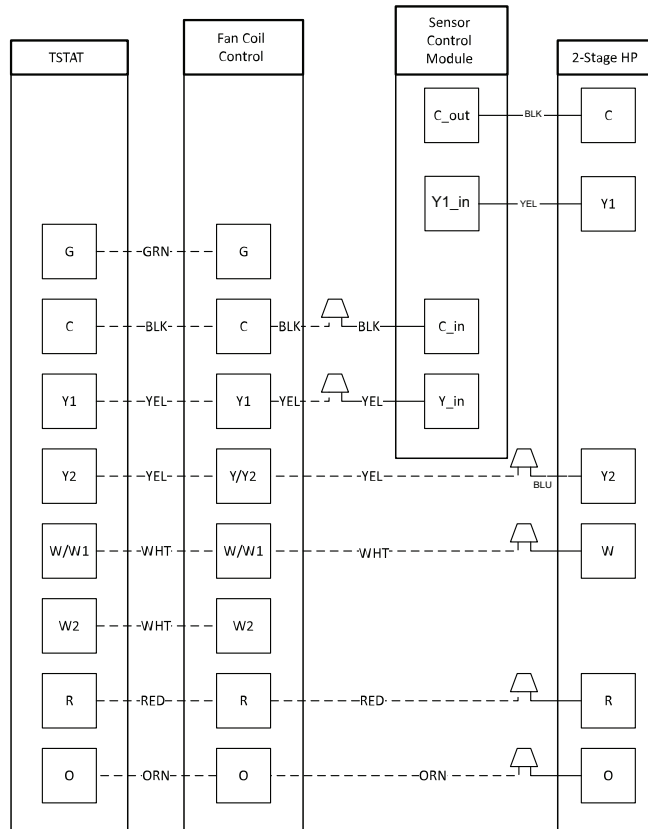 TSTAT
Fan Coil
Control
Sensor
Control
Module
2-Stage HP
C_out
BLK
C
Y1_in
YEL
Y1
G
GRN
G
C
BLK
C
BLK
BLK
C_in
Y1
YEL
Y1
YEL
YEL
Y_in
Y2
YEL
Y/Y2
YEL
BLU
Y2
W/W1
WHT
W/W1
WHT
W
W2
WHT
W2
R
RED
R
RED
R
O
ORN
O
ORN
O